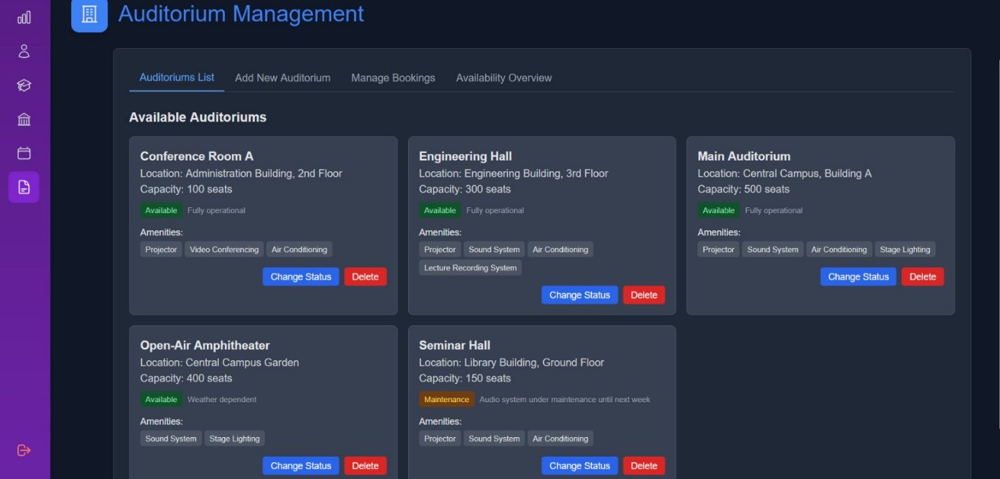 Auditorium Management
Auditoriums List Add New Auditorium Manage Bookings Availability Overview
Available Auditoriums
Conference Room A
Location: Administration Building, 2nd Floor
Capacity: 100 seats
Available Fully operational
Amenities:
Projector Video Conferencing Air Conditioning
Change Status Delete
Engineering Hall
Location: Engineering Building, 3rd Floor
Capacity: 300 seats
Available Fully operational
Amenities:
Projector Sound System Air Conditioning
Lecture Recording System
Change Status Delete
Main Auditorium
Location: Central Campus, Building A
Capacity: 500 seats
Available Fully operational
Amenities:
Projector Sound System Air Conditioning Stage Lighting
Change Status Delete
Open-Air Amphitheater
Location: Central Campus Garden
Capacity: 400 seats
Available Weather dependent
Amenities:
Sound System Stage Lighting
Change Status Delete
Seminar Hall
Location: Library Building, Ground Floor
Capacity: 150 seats
Maintenance Audio system under maintenance until next week
Amenities:
Projector Sound System Air Conditioning
Change Status Delete